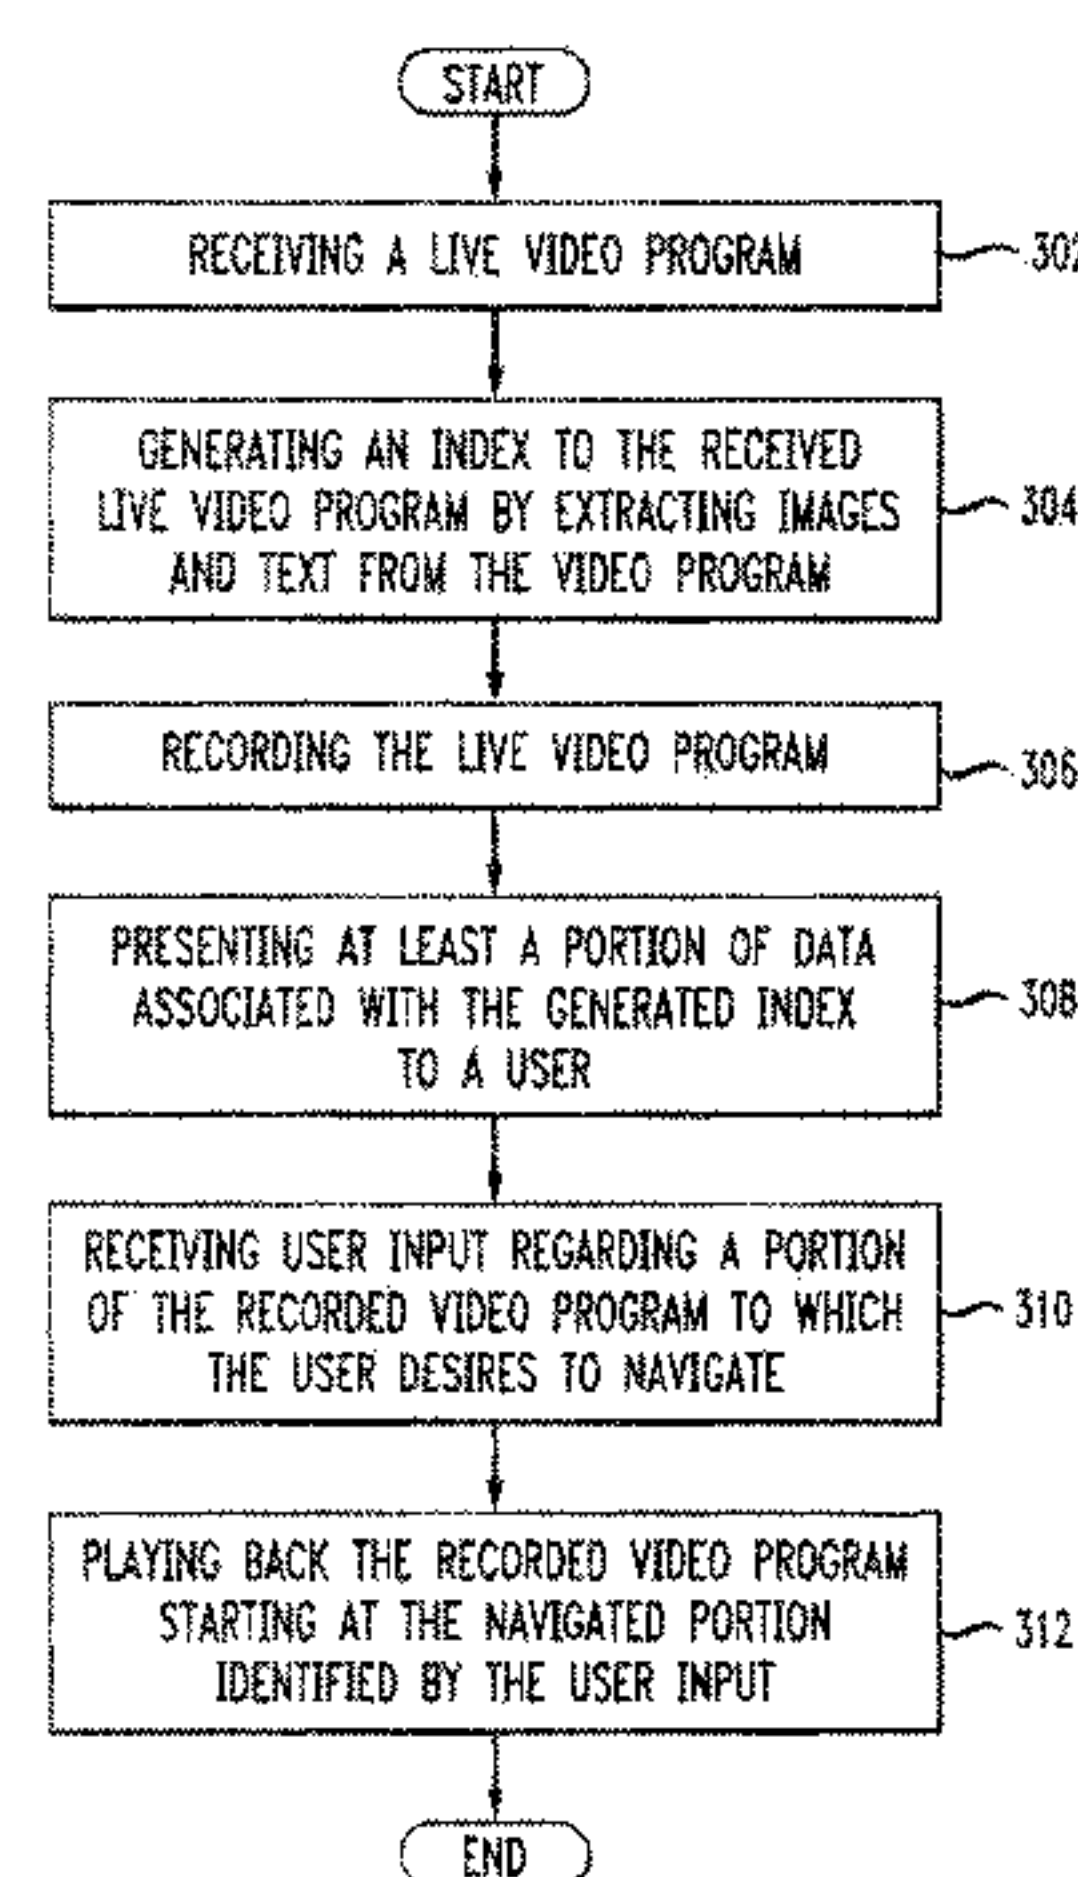 START
RECEIVING A LIVE VIDEO PROGRAM
302
GENERATING AN INDEX TO THE RECEIVED
LIVE VIDEO PROGRAM BY EXTRACTING IMAGES
AND TEXT FROM THE VIDEO PROGRAM
304
RECORDING THE LIVE VIDEO PROGRAM
306
PRESENTING AT LEAST A PORTION OF DATA
ASSOCIATED WITH THE GENERATED INDEX
TO A USER
308
RECEIVING USER INPUT REGARDING A PORTION
OF THE RECORDED VIDEO PROGRAM TO WHICH
THE USER DESIRES TO NAVIGATE
310
PLAYING BACK THE RECORDED VIDEO PROGRAM
STARTING AT THE NAVIGATED PORTION
IDENTIFIED BY THE USER INPUT
312
END